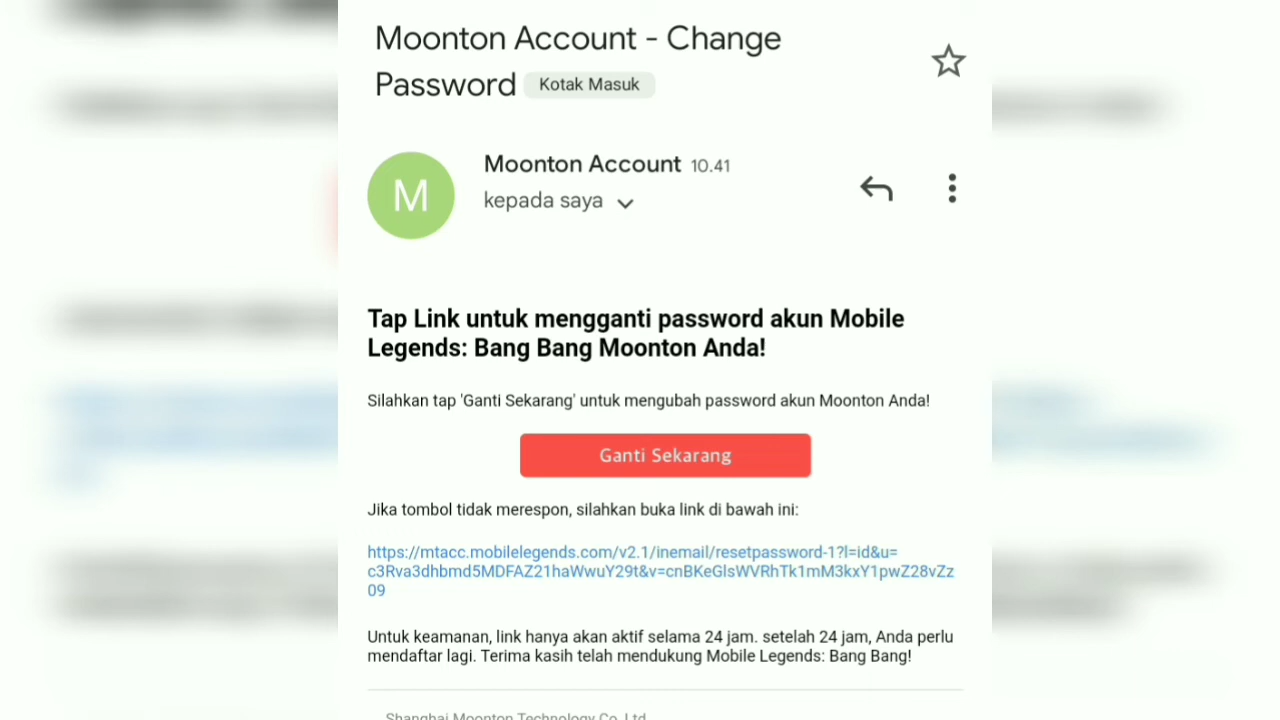 Moonton Account - Change
Password Kotak Masuk
M
Moonton Account 10.41
kepada saya
Tap Link untuk mengganti password akun Mobile
Legends: Bang Bang Moonton Anda!
Silahkan tap 'Ganti Sekarang' untuk mengubah password akun Moonton Anda!
Ganti Sekarang
Jika tombol tidak merespon, silahkan buka link di bawah ini:
https://mtacc.mobilelegends.com/v2.1/inemail/resetpassword-1?l=id&u=
c3Rva3dhbmd5MDFAZ21haWwuY29t&v=cnBKeGlsWVRhTk1mM3kxY1pwZ28vZz
09
Untuk keamanan, link hanya akan aktif selama 24 jam. setelah 24 jam, Anda perlu
mendaftar lagi. Terima kasih telah mendukung Mobile Legends: Bang Bang!
Shanghai Moonton Technology Co. Ltd